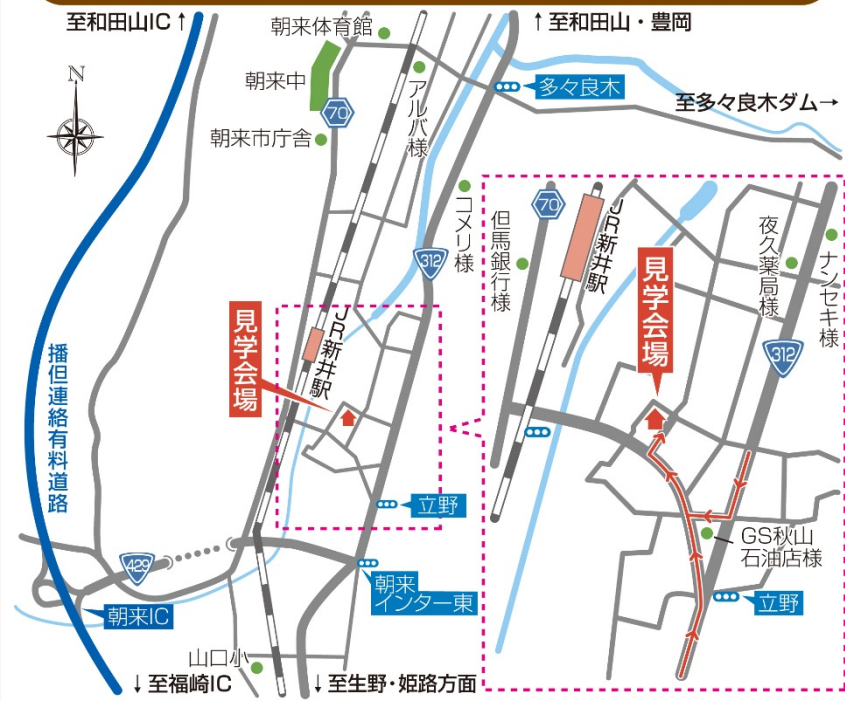 至和田山IC↑
朝来体育館
↑至和田山・豊岡
N
朝来中
アルバ様
多々良木
70
至多々良木ダム→
朝来市庁舎
コメリ様
312
見学会場
JR新井駅
播但連絡有料道路
立野
429
朝来
インター東
朝来IC
山口小
↓至福崎IC
↓至生野・姫路方面
70
但馬銀行様
JR新井駅
夜久薬局様
ナンセキ様
見学会場
312
GS秋山
石油店様
立野